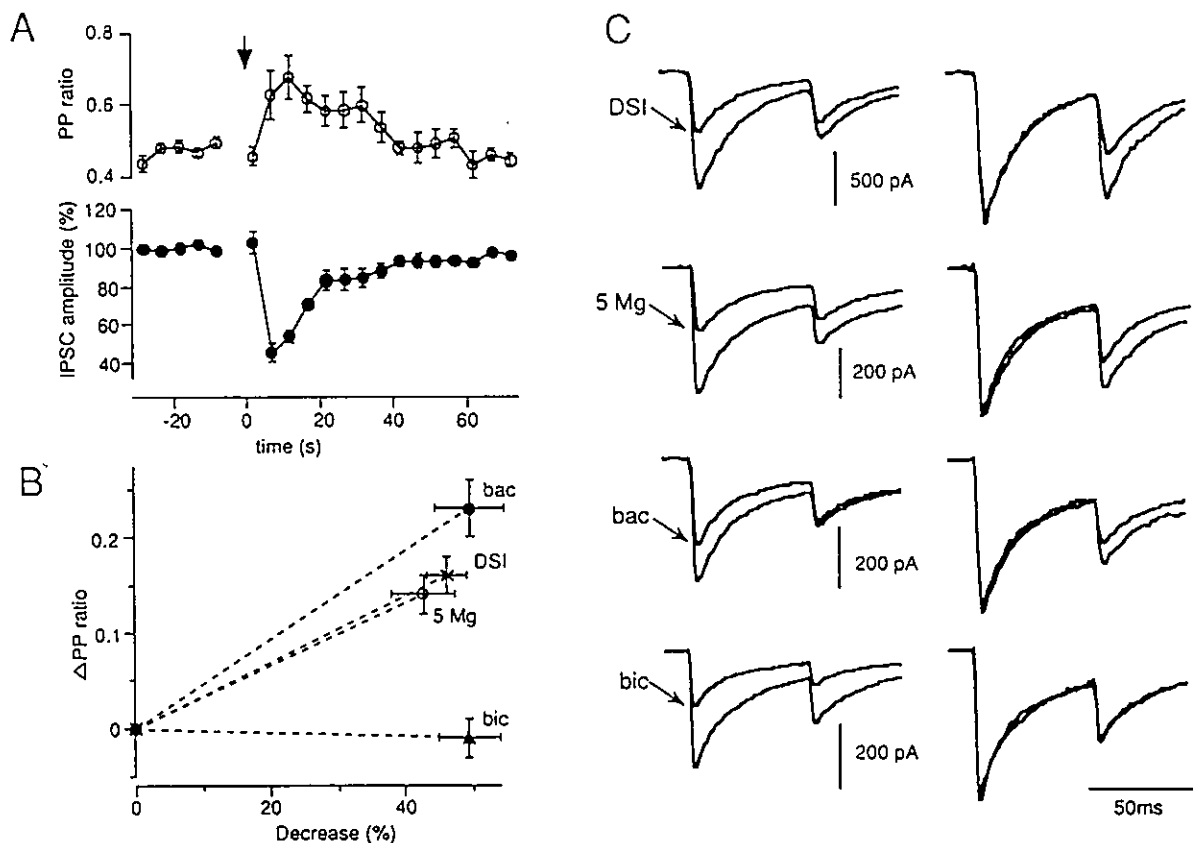 A
0.8
0.6
0.4
PP ratio
120
100
80
60
40
IPSC amplitude (%)
-20
0
20
40
60
time (s)
B
bac
0.2
DSI
5 Mg
0.1
ΔPP ratio
0
bic
0
20
40
Decrease (%)
C
DSI
500 pA
5 Mg
200 pA
bac
200 pA
bic
200 pA
50ms